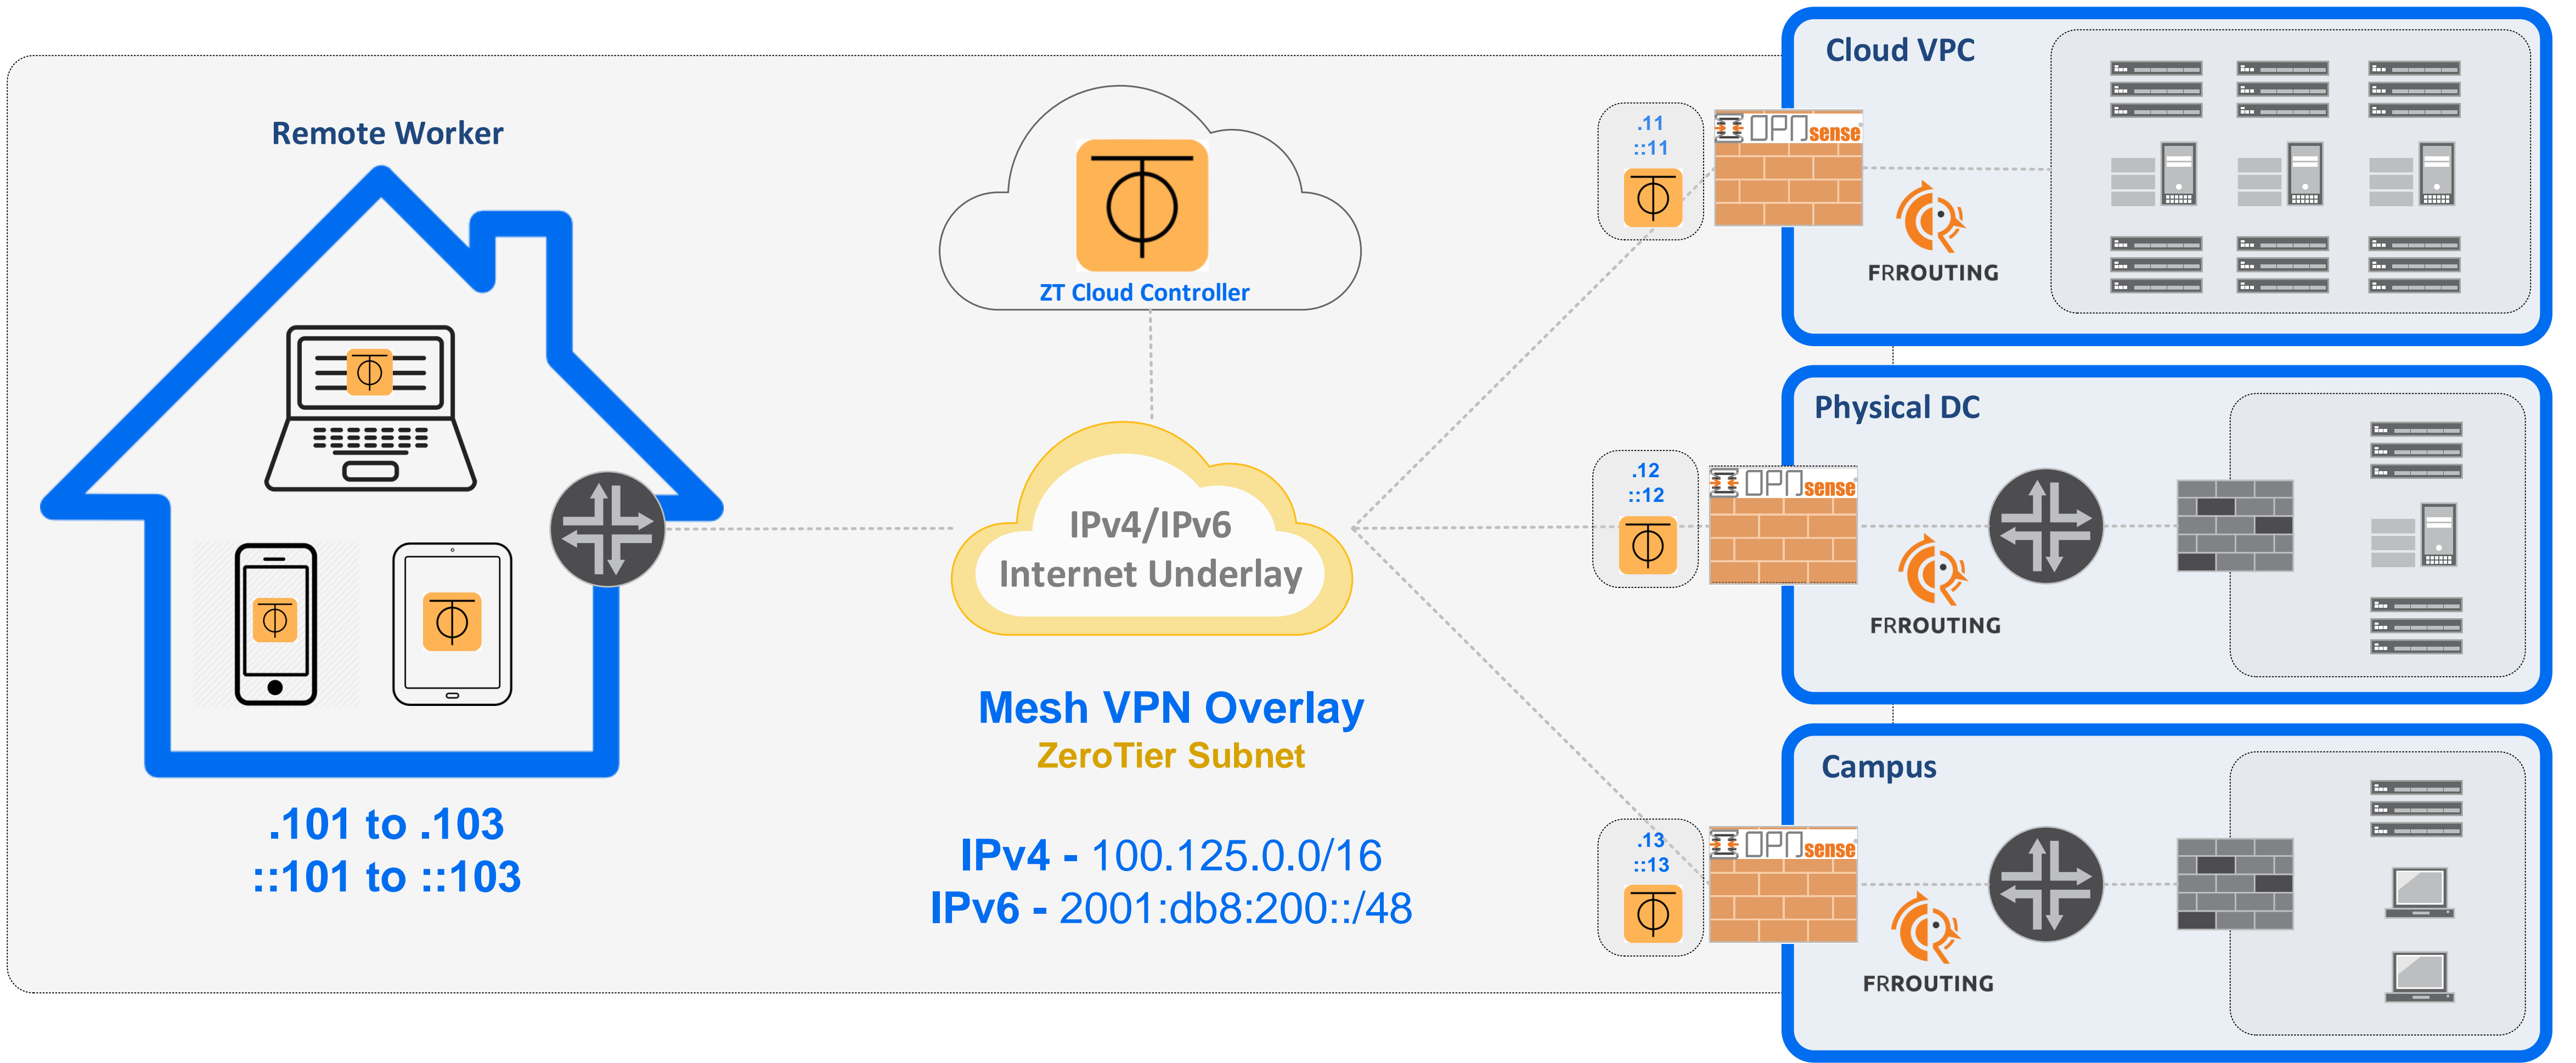 Remote Worker
.101 to .103
::101 to ::103
ZT Cloud Controller
IPv4/IPv6
Internet Underlay
Mesh VPN Overlay
ZeroTier Subnet
IPv4 - 100.125.0.0/16
IPv6 - 2001:db8:200::/48
Cloud VPC
.11
::11
OPNsense
FRROUTING
Physical DC
.12
::12
OPNsense
FRROUTING
Campus
.13
::13
OPNsense
FRROUTING